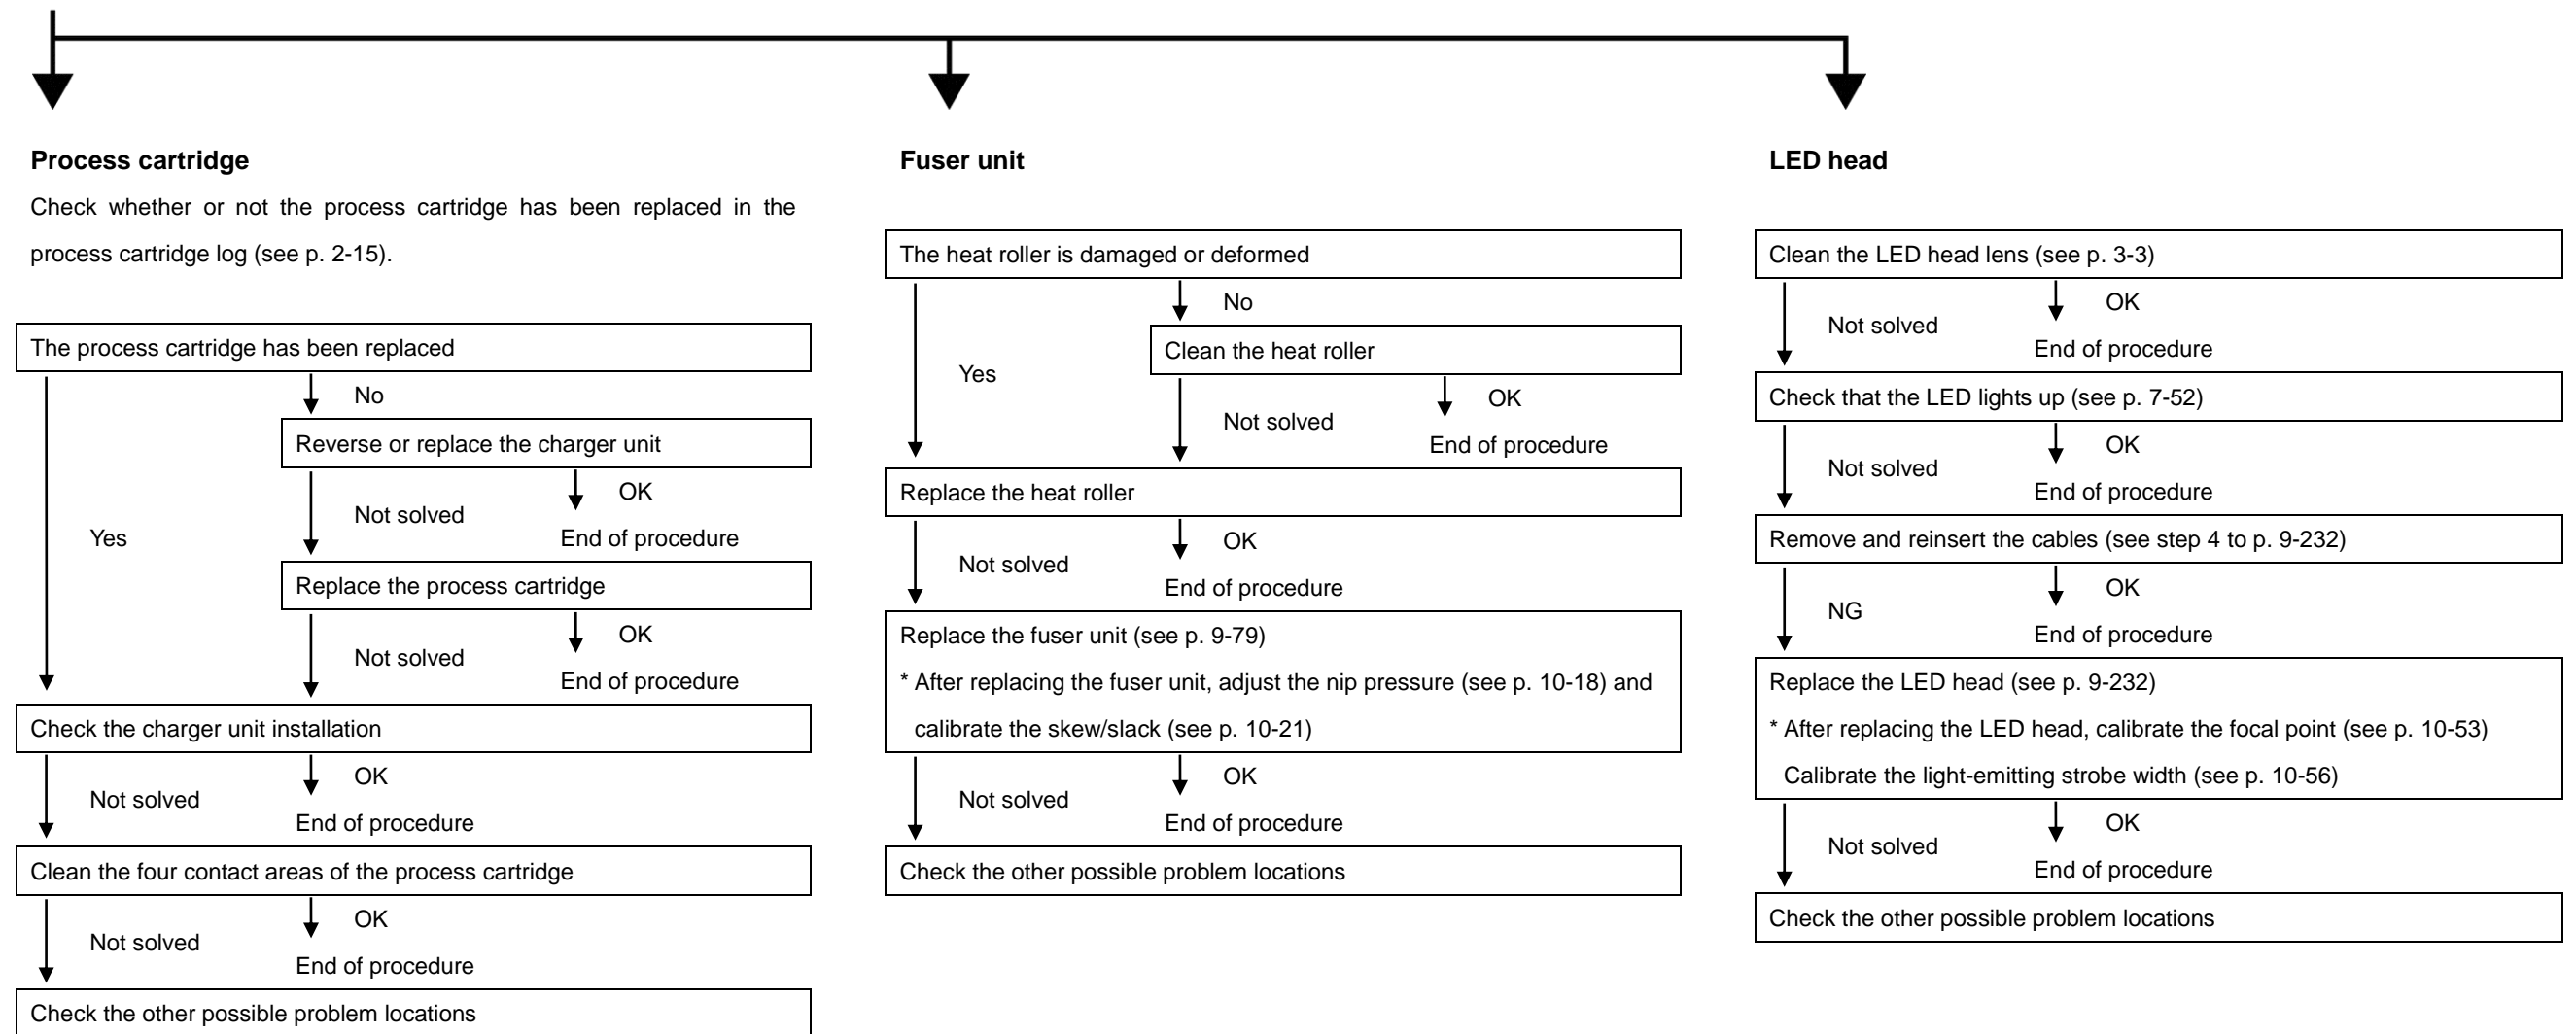 Process cartridge
Check whether or not the process cartridge has been replaced in the
process cartridge log (see p. 2-15).
The process cartridge has been replaced
No
Reverse or replace the charger unit
OK
Not solved
Yes
End of procedure
Replace the process cartridge
OK
Not solved
End of procedure
Check the charger unit installation
OK
Not solved
End of procedure
Clean the four contact areas of the process cartridge
OK
Not solved
End of procedure
Check the other possible problem locations
Fuser unit
The heat roller is damaged or deformed
No
Clean the heat roller
Yes
OK
Not solved
End of procedure
Replace the heat roller
OK
Not solved
End of procedure
Replace the fuser unit (see p. 9-79)
* After replacing the fuser unit, adjust the nip pressure (see p. 10-18) and
calibrate the skew/slack (see p. 10-21)
OK
Not solved
End of procedure
Check the other possible problem locations
LED head
Clean the LED head lens (see p. 3-3)
OK
Not solved
End of procedure
Check that the LED lights up (see p. 7-52)
OK
Not solved
End of procedure
Remove and reinsert the cables (see step 4 to p. 9-232)
OK
NG
End of procedure
Replace the LED head (see p. 9-232)
* After replacing the LED head, calibrate the focal point (see p. 10-53)
Calibrate the light-emitting strobe width (see p. 10-56)
OK
Not solved
End of procedure
Check the other possible problem locations